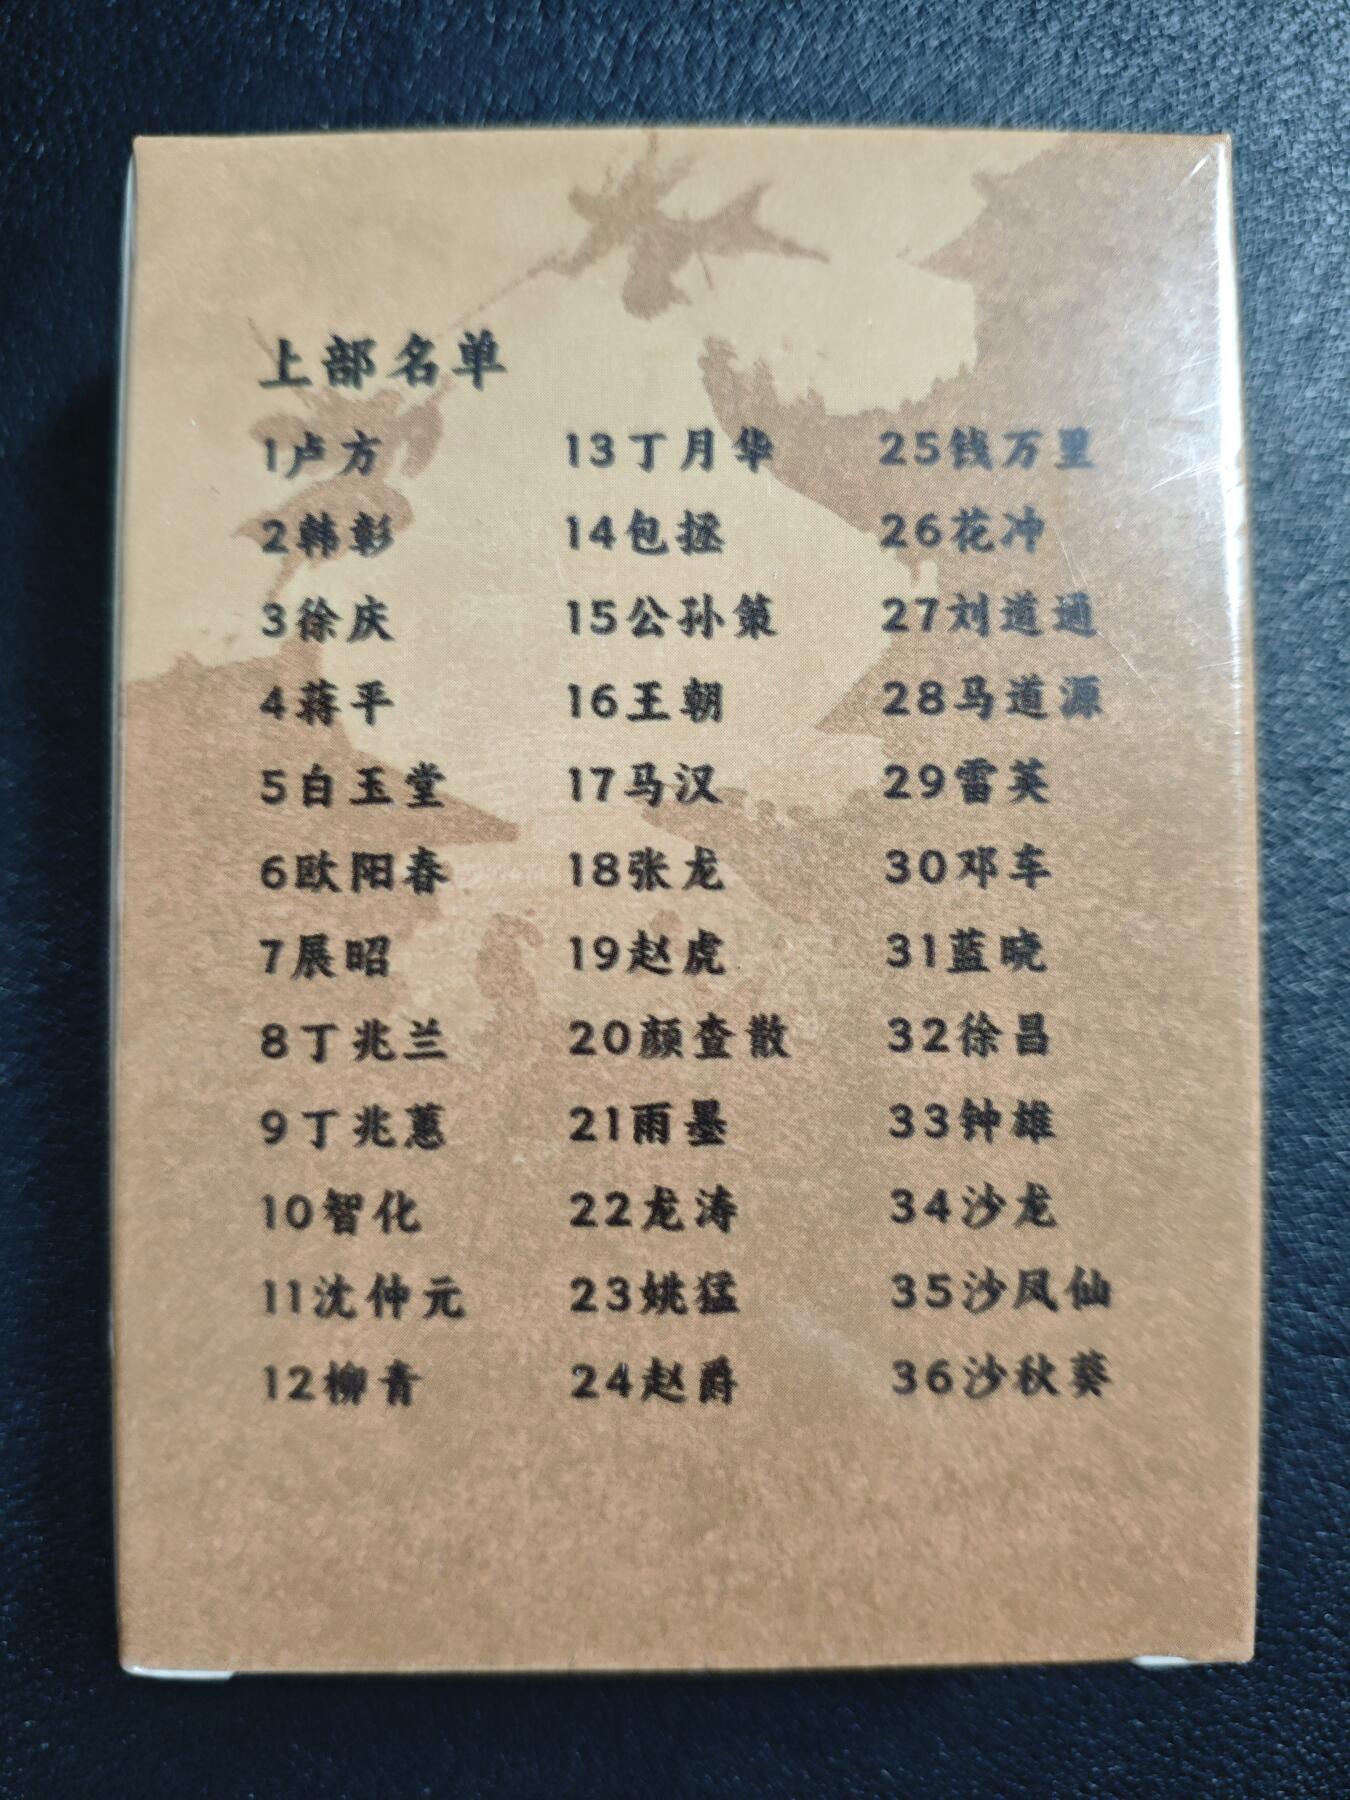 上部名单
1卢方
2韩彰
3徐庆
4蒋平
5白玉堂
6欧阳春
7展昭
8丁兆兰
9丁兆蕙
10智化
11沈仲元
12柳青
13丁月华
14包拯
15公孙策
16王朝
17马汉
18张龙
19赵虎
20颜查散
21雨墨
22龙涛
23姚猛
24赵爵
25钱万里
26花冲
27刘道通
28马道源
29雷英
30邓车
31蓝晓
32徐昌
33钟雄
34沙龙
35沙凤仙
36沙秋葵